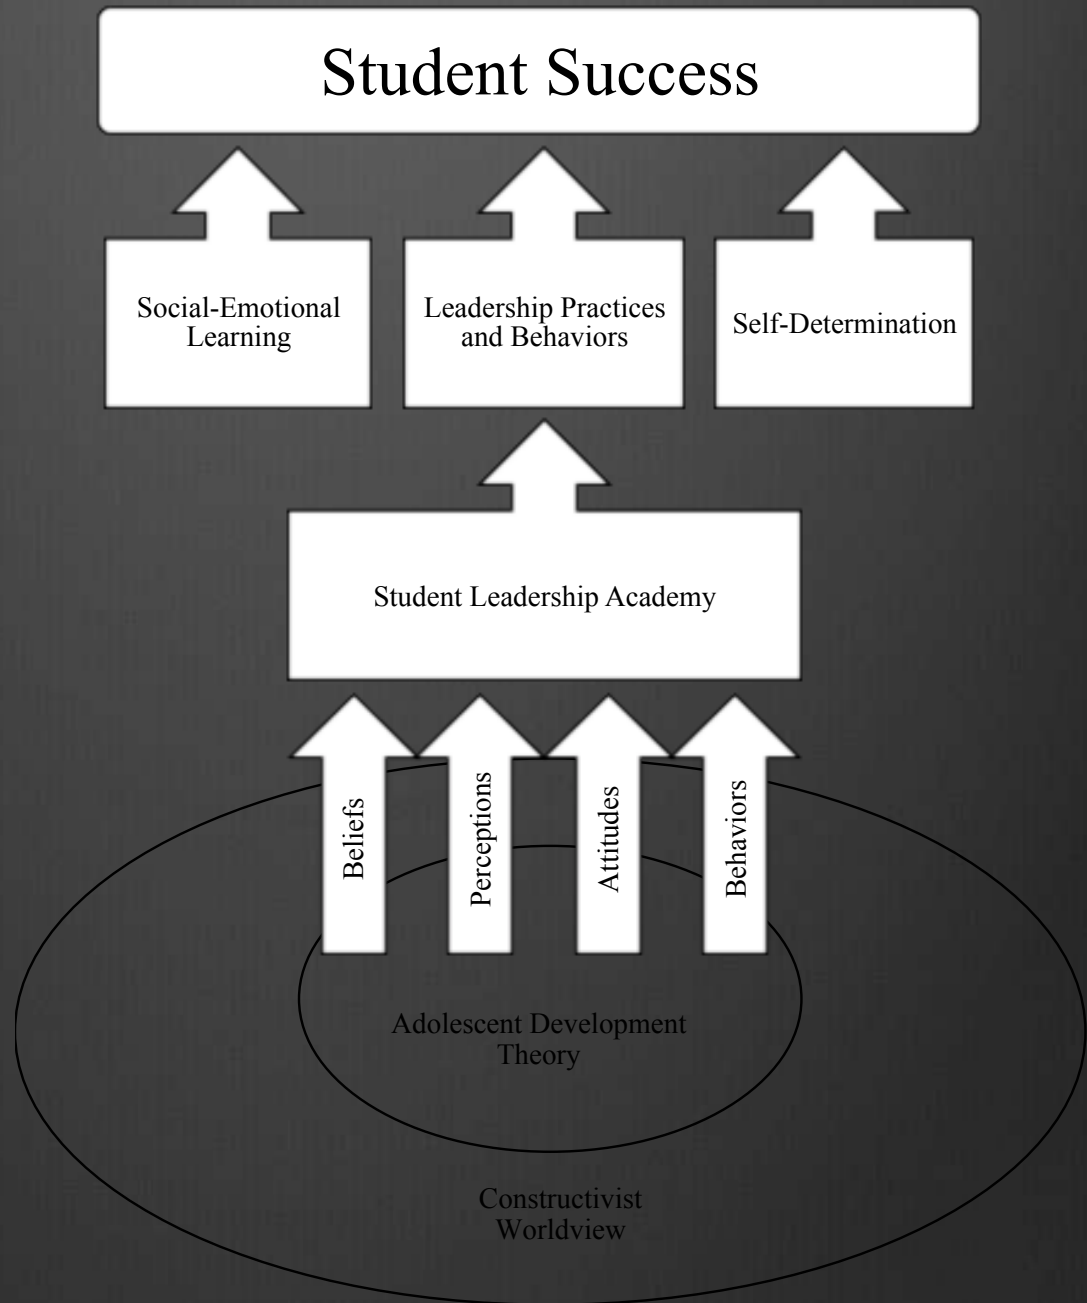 Student Success
Social-Emotional
Learning
Leadership Practices
and Behaviors
Self-Determination
Student Leadership Academy
Beliefs
Perceptions
Attitudes
Behaviors
Adolescent Development
Theory
Constructivist
Worldview